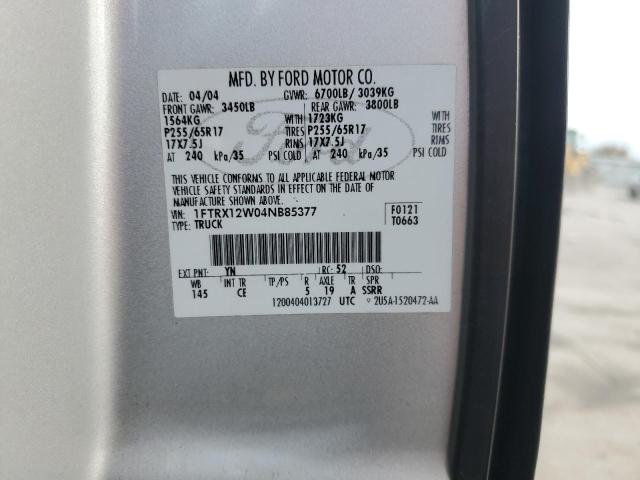 MFD. BY FORD MOTOR CO.
DATE: 04/04 GVWR: 6700LB/ 3039KG
FRONT GAWR: 3450LB REAR GAWR: 3800LB
1564KG WITH 1723KG WITH
P255/65R17 TIRES P255/65R17 TIRES
17X7.5J RIMS 17X7.5J RIMS
AT 240 kPa/35 PSI COLD AT 240 kPa/35 PSI COLD
Ford
THIS VEHICLE CONFORMS TO ALL APPLICABLE FEDERAL MOTOR
VEHICLE SAFETY STANDARDS IN EFFECT ON THE DATE OF
MANUFACTURE SHOWN ABOVE.
VIN: 1FTRX12W04NB85377
TYPE: TRUCK
F0121
T0663
EXT PNT: YN RC: 52 DSO:
WB INT TR TP/PS R AXLE TR SPR
145 CE 5 19 A SSRR
1200404013727 UTC ▽ 2U5A-1520472-AA